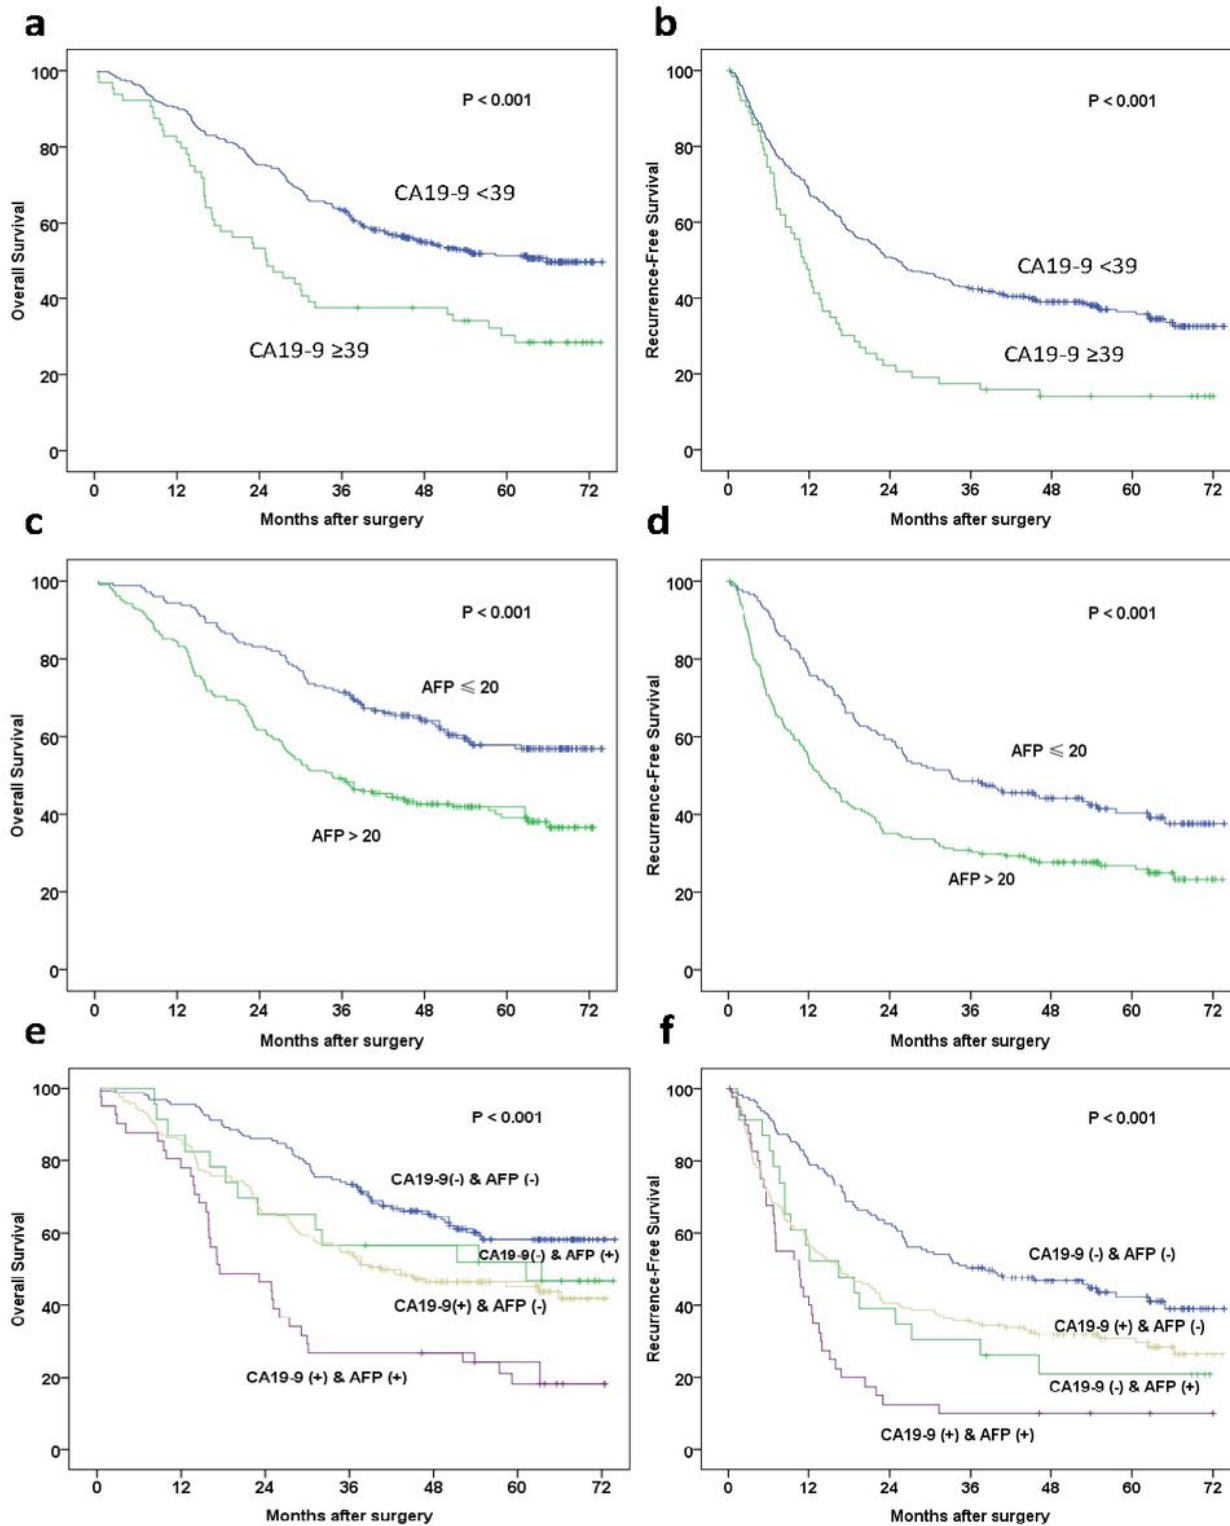 a
100
80
60
40
20
0
Overall Survival
P < 0.001
CA19-9 <39
CA19-9 ≥39
0 12 24 36 48 60 72
Months after surgery
b
100
80
60
40
20
0
Recurrence-Free Survival
P < 0.001
CA19-9 <39
CA19-9 ≥39
0 12 24 36 48 60 72
Months after surgery
c
100
80
60
40
20
0
Overall Survival
P < 0.001
AFP ≤ 20
AFP > 20
0 12 24 36 48 60 72
Months after surgery
d
100
80
60
40
20
0
Recurrence-Free Survival
P < 0.001
AFP ≤ 20
AFP > 20
0 12 24 36 48 60 72
Months after surgery
e
100
80
60
40
20
0
Overall Survival
P < 0.001
CA19-9(-) & AFP (-)
CA19-9(-) & AFP (+)
CA19-9(+) & AFP (-)
CA19-9 (+) & AFP (+)
0 12 24 36 48 60 72
Months after surgery
f
100
80
60
40
20
0
Recurrence-Free Survival
P < 0.001
CA19-9 (-) & AFP (-)
CA19-9 (+) & AFP (-)
CA19-9 (-) & AFP (+)
CA19-9 (+) & AFP (+)
0 12 24 36 48 60 72
Months after surgery